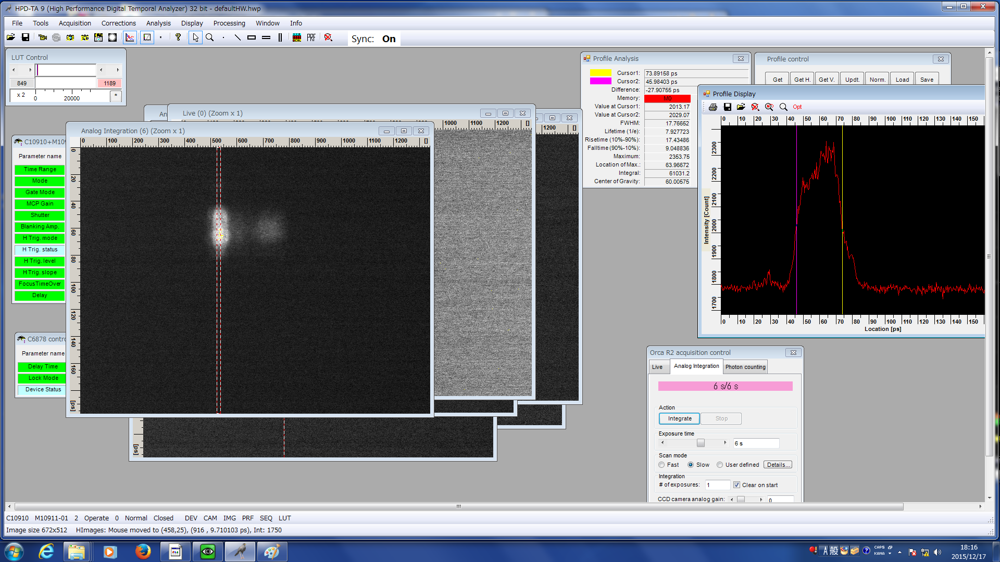 HPD-TA 9 (High Performance Digital Temporal Analyzer) 32 bit - defaultHW.hwp
File Tools Acquisition Corrections Analysis Display Processing Window Info
PRF Sync: On
LUT Control
849 1189
x 2 0 20000 *
Profile Analysis
Cursor1: 73.89158 ps
Cursor2: 45.98403 ps
Difference: -27.90755 ps
Memory: M0
Value at Cursor1: 2013.17
Value at Cursor2: 2029.07
FWHM: 17.76652
Lifetime (1/e): 7.927723
Risetime (10%-90%): 17.43486
Falltime (90%-10%): 9.048836
Maximum: 2353.75
Location of Max.: 63.96672
Integral: 61031.2
Center of Gravity: 60.00575
Profile control
Get Get H. Get V. Updt. Norm. Load Save
Profile Display
Opt
0 10 20 30 40 50 60 70 80 90 100 110 120 130 140 150 16
2300
2200
2100
2000
1900
1800
1700
Intensity [Count]
0 10 20 30 40 50 60 70 80 90 100 110 120 130 140 150 16
Location [ps]
An
Live (0) (Zoom x 1)
1000 1100 1200 []
1200 []
Analog Integration (6) (Zoom x 1)
0 100 200 300 400 500 600 700 800 900 1000 1100 1200 []
0
20
40
60
80
100
120
140
160
[ps]
[ps]
C10910+M109
Parameter name
Time Range
Mode
Gate Mode
MCP Gain
Shutter
Blanking Amp.
H Trig. mode
H Trig. status
H Trig. level
H Trig. slope
FocusTimeOver
Delay
C6878 contro
Parameter name
Delay Time
Lock Mode
Device Status
Orca R2 acquisition control
Live Analog Integration Photon counting
6 s/6 s
Action
Integrate Stop
Exposure time
6 s
Scan mode
Fast Slow User defined Details...
Integration
# of exposures: 1 Clear on start
CCD camera analog gain: 0
C10910 M10911-01 2 Operate 0 Normal Closed DEV CAM IMG PRF SEQ LUT
Image size 672x512 HImages: Mouse moved to (458,25), (916 , 9.710103 ps), Int: 1750
A 般 CAPS KANA
18:16
2015/12/17